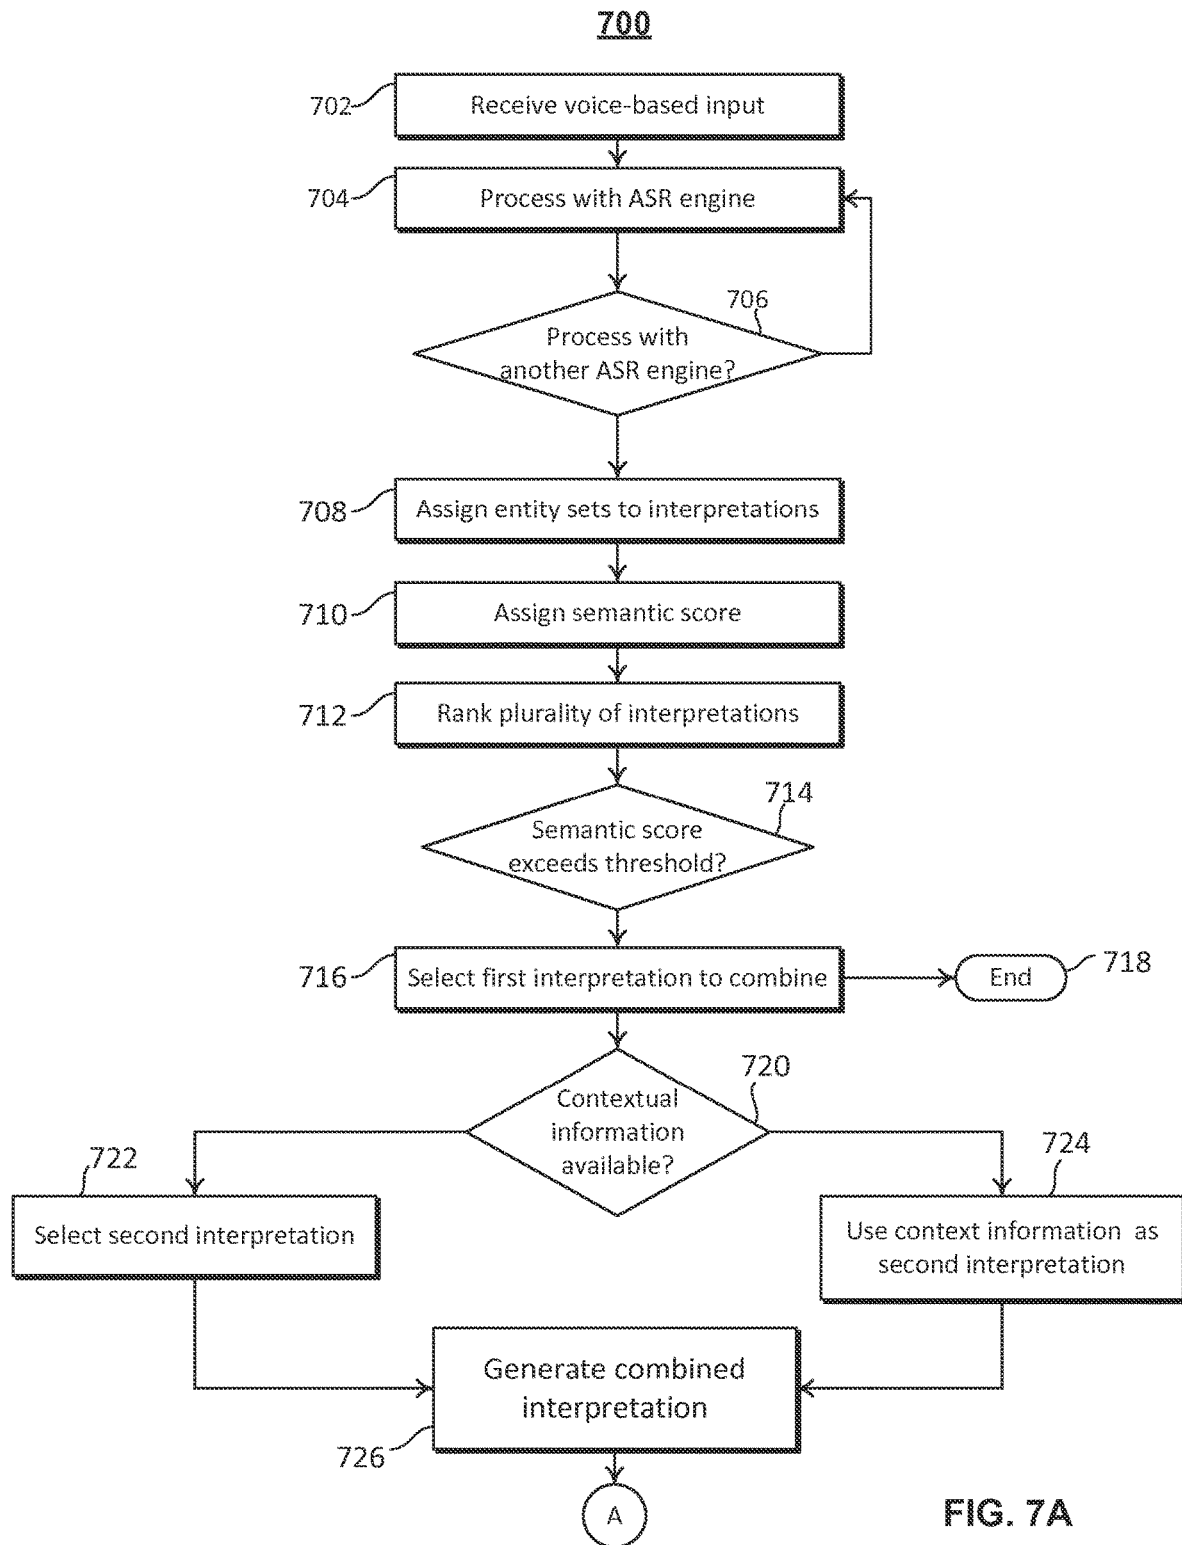 700
702
Receive voice-based input
704
Process with ASR engine
706
Process with
another ASR engine?
708
Assign entity sets to interpretations
710
Assign semantic score
712
Rank plurality of interpretations
714
Semantic score
exceeds threshold?
716
Select first interpretation to combine
End
718
720
Contextual
information
available?
722
Select second interpretation
724
Use context information as
second interpretation
Generate combined
interpretation
726
A
FIG. 7A